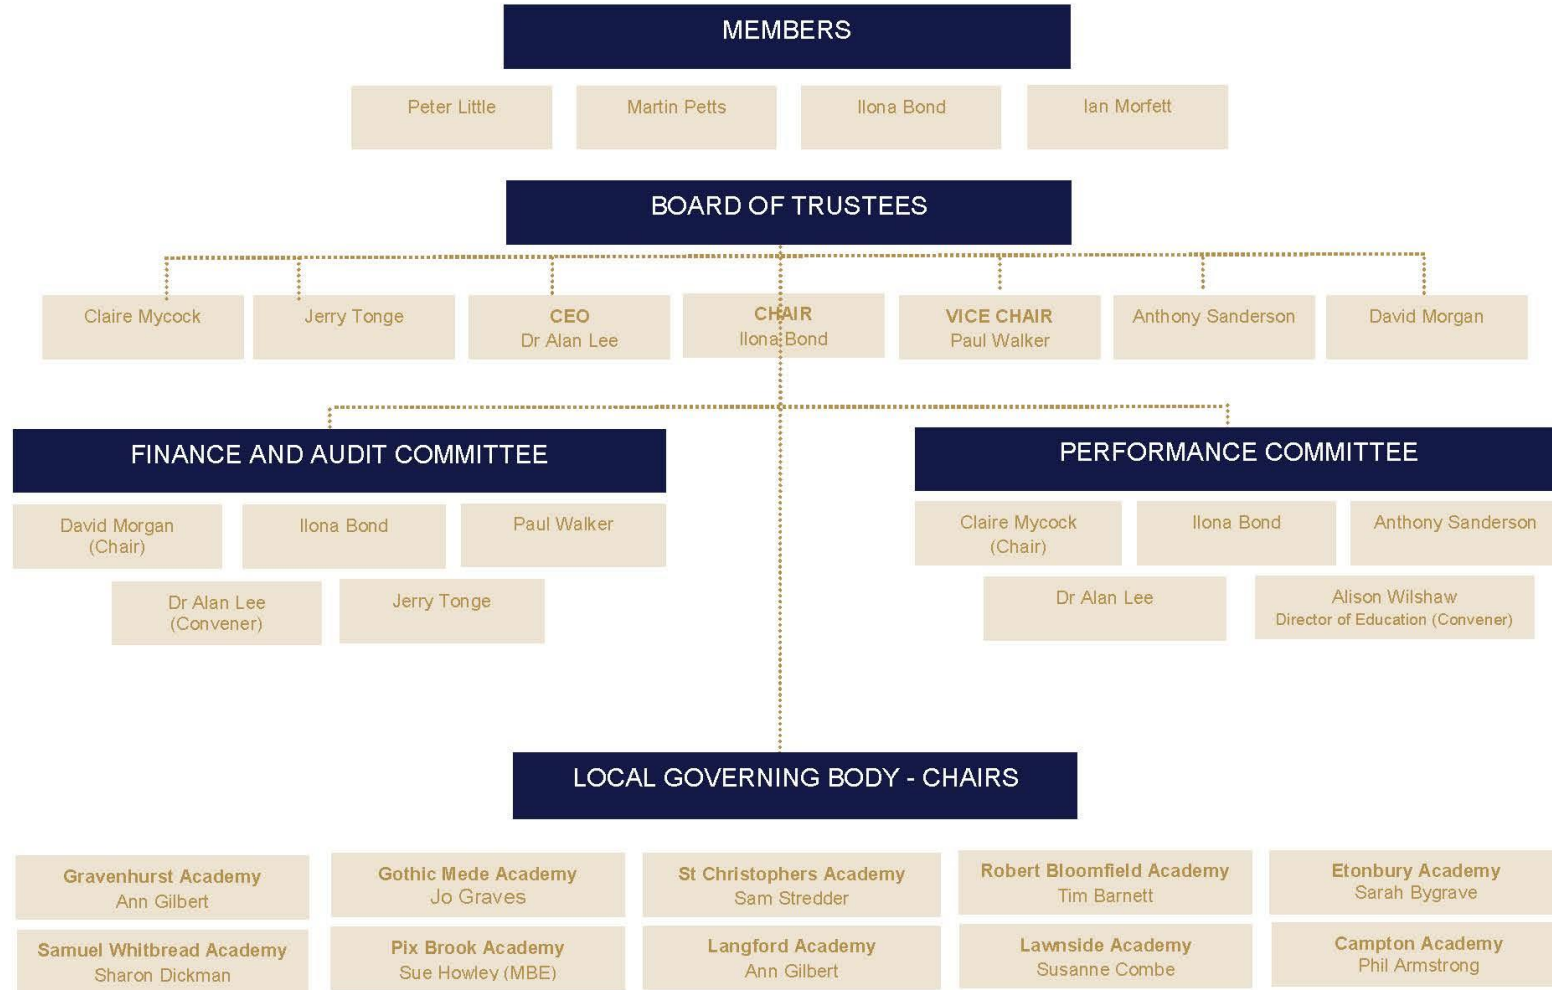 MEMBERS
Peter Little
Martin Petts
Ilona Bond
Ian Morfett
BOARD OF TRUSTEES
Claire Mycock
Jerry Tonge
CEO
Dr Alan Lee
CHAIR
Ilona Bond
VICE CHAIR
Paul Walker
Anthony Sanderson
David Morgan
FINANCE AND AUDIT COMMITTEE
David Morgan
(Chair)
Ilona Bond
Paul Walker
Dr Alan Lee
(Convener)
Jerry Tonge
PERFORMANCE COMMITTEE
Claire Mycock
(Chair)
Ilona Bond
Anthony Sanderson
Dr Alan Lee
Alison Wilshaw
Director of Education (Convener)
LOCAL GOVERNING BODY - CHAIRS
Gravenhurst Academy
Ann Gilbert
Gothic Mede Academy
Jo Graves
St Christophers Academy
Sam Stredder
Robert Bloomfield Academy
Tim Barnett
Etonbury Academy
Sarah Bygrave
Samuel Whitbread Academy
Sharon Dickman
Pix Brook Academy
Sue Howley (MBE)
Langford Academy
Ann Gilbert
Lawnside Academy
Susanne Combe
Campton Academy
Phil Armstrong